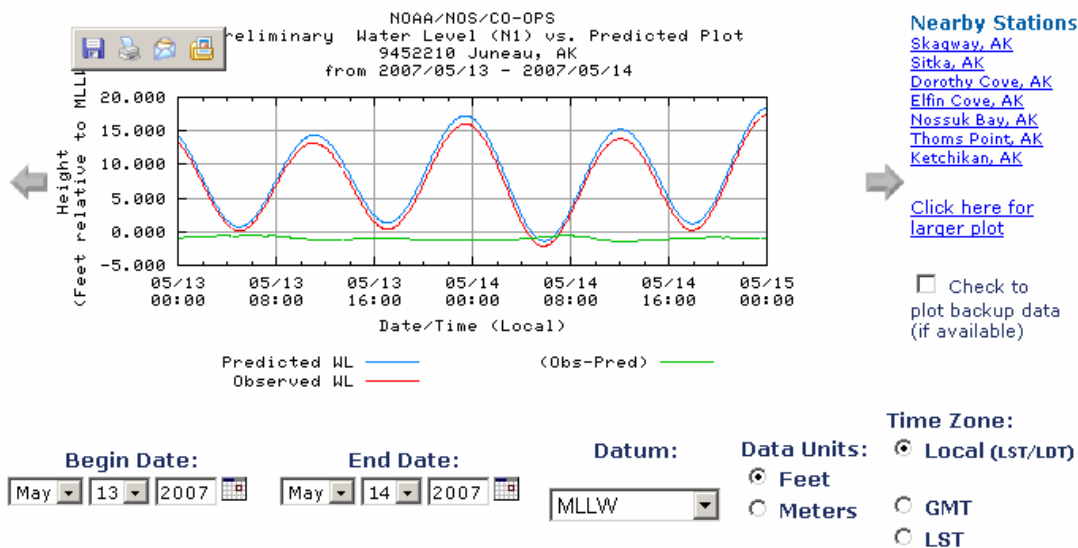 NOAA/NOS/CO-OPS
reliminary Water Level (N1) vs. Predicted Plot
9452210 Juneau, AK
from 2007/05/13 - 2007/05/14
Height
(Feet relative to MLLW
20.000
15.000
10.000
5.000
0.000
-5.000
05/13 05/13 05/13 05/14 05/14 05/14 05/15
00:00 08:00 16:00 00:00 08:00 16:00 00:00
Date/Time (Local)
Predicted WL (Obs-Pred)
Observed WL
Nearby Stations
Skagway, AK
Sitka, AK
Dorothy Cove, AK
Elfin Cove, AK
Nossuk Bay, AK
Thoms Point, AK
Ketchikan, AK
Click here for
larger plot
Check to
plot backup data
(if available)
Begin Date:
May 13 2007
End Date:
May 14 2007
Datum:
MLLW
Data Units:
Feet
Meters
Time Zone:
Local (LST/LDT)
GMT
LST